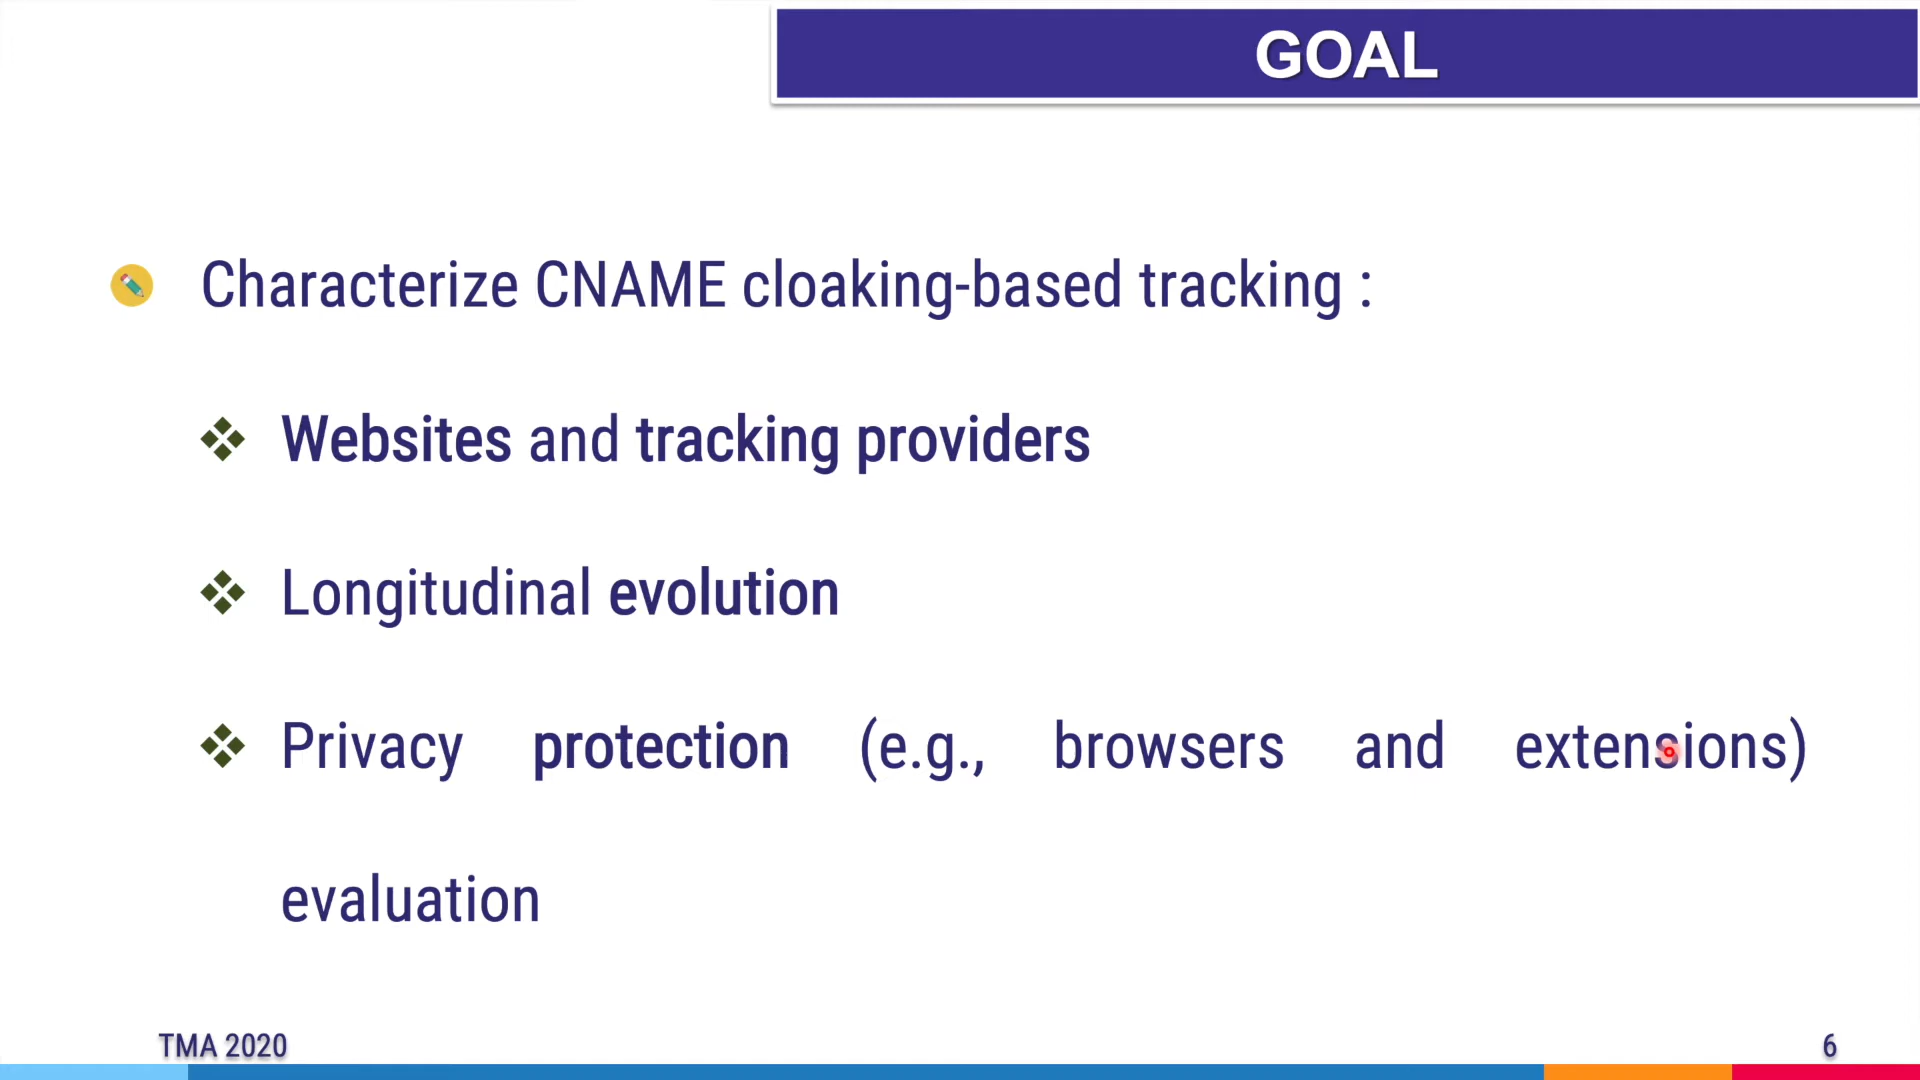 GOAL
Characterize CNAME cloaking-based tracking :
Websites and tracking providers
Longitudinal evolution
Privacy protection (e.g., browsers and extensions)
evaluation
TMA 2020
6